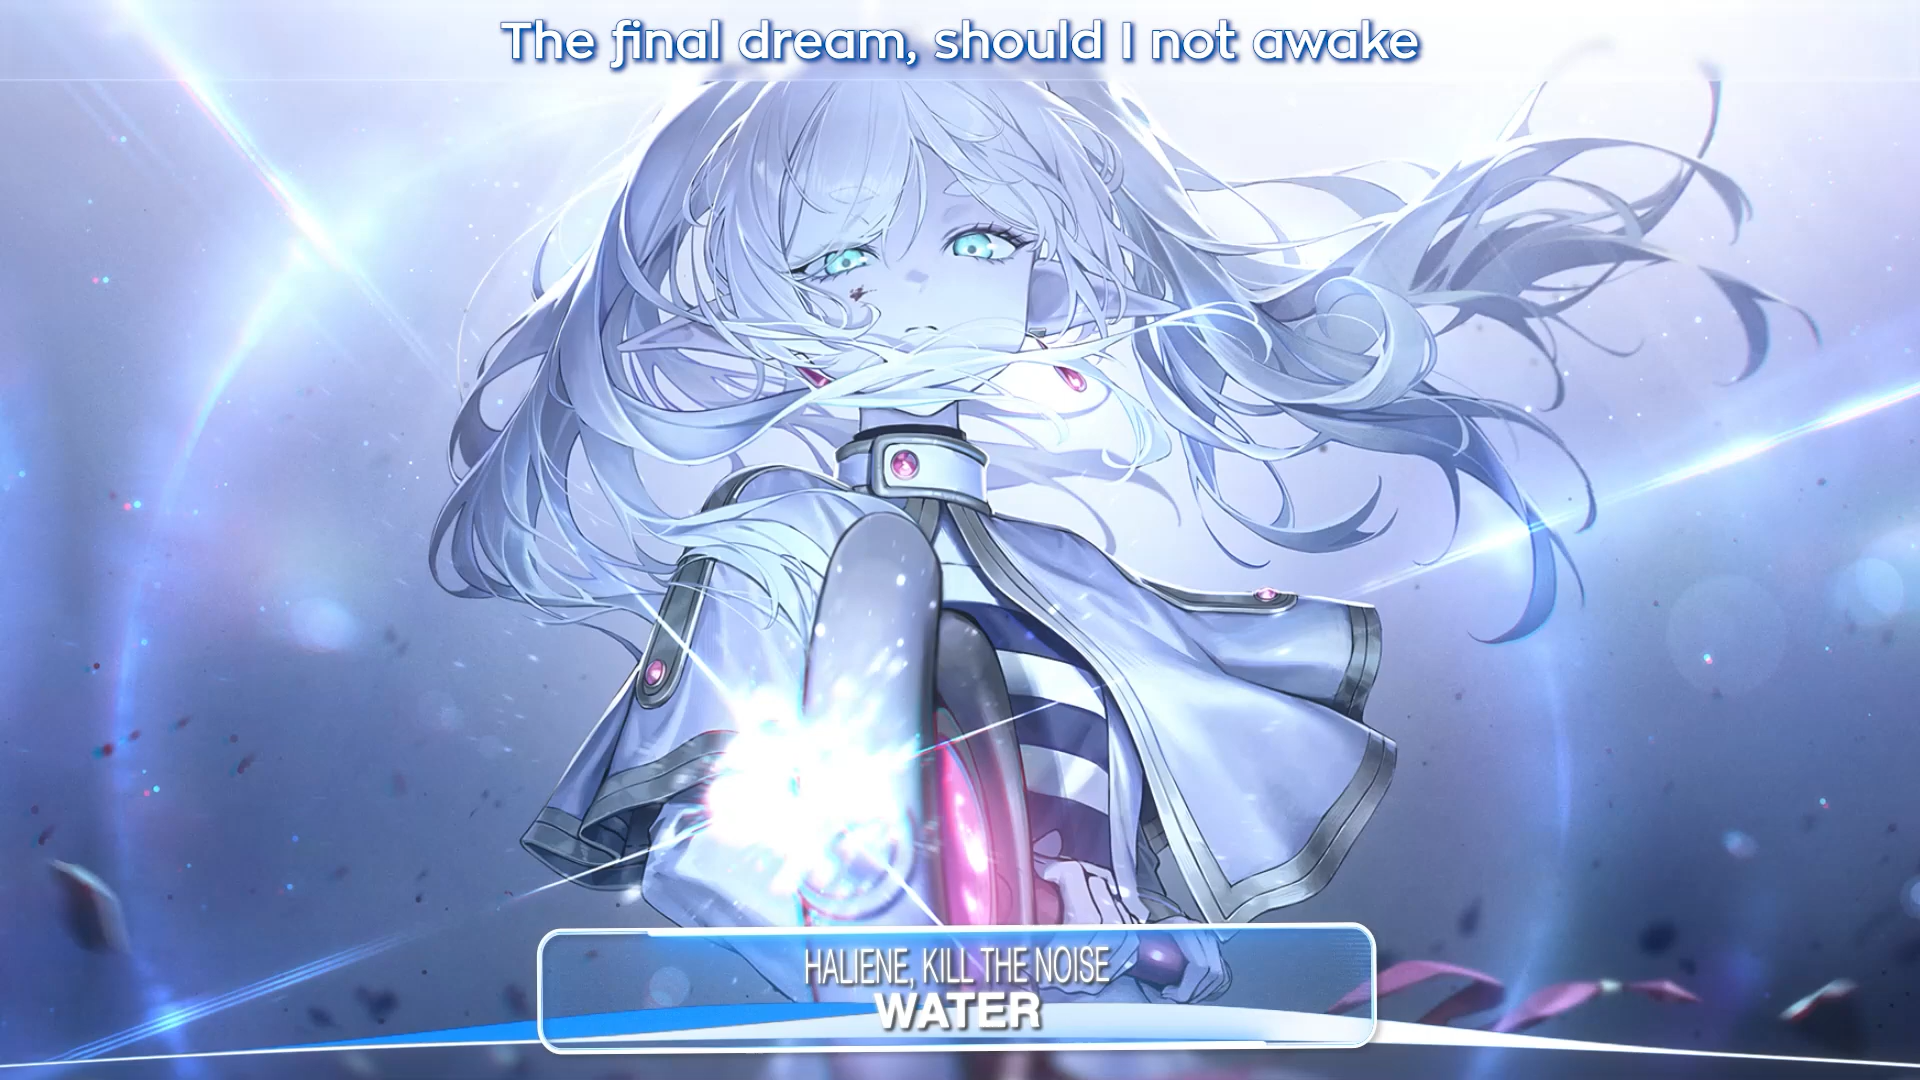 The final dream, should I not awake
HALIENE, KILL THE NOISE
WATER